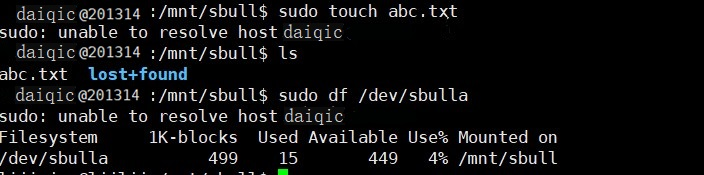 daiqic@201314:/mnt/sbull$ sudo touch abc.txt
sudo: unable to resolve host daiqic
daiqic@201314:/mnt/sbull$ ls
abc.txt  lost+found
daiqic@201314:/mnt/sbull$ sudo df /dev/sbulla
sudo: unable to resolve host daiqic
Filesystem     1K-blocks  Used Available Use% Mounted on
/dev/sbulla          499    15       449   4% /mnt/sbull
:/mnt/sbull$